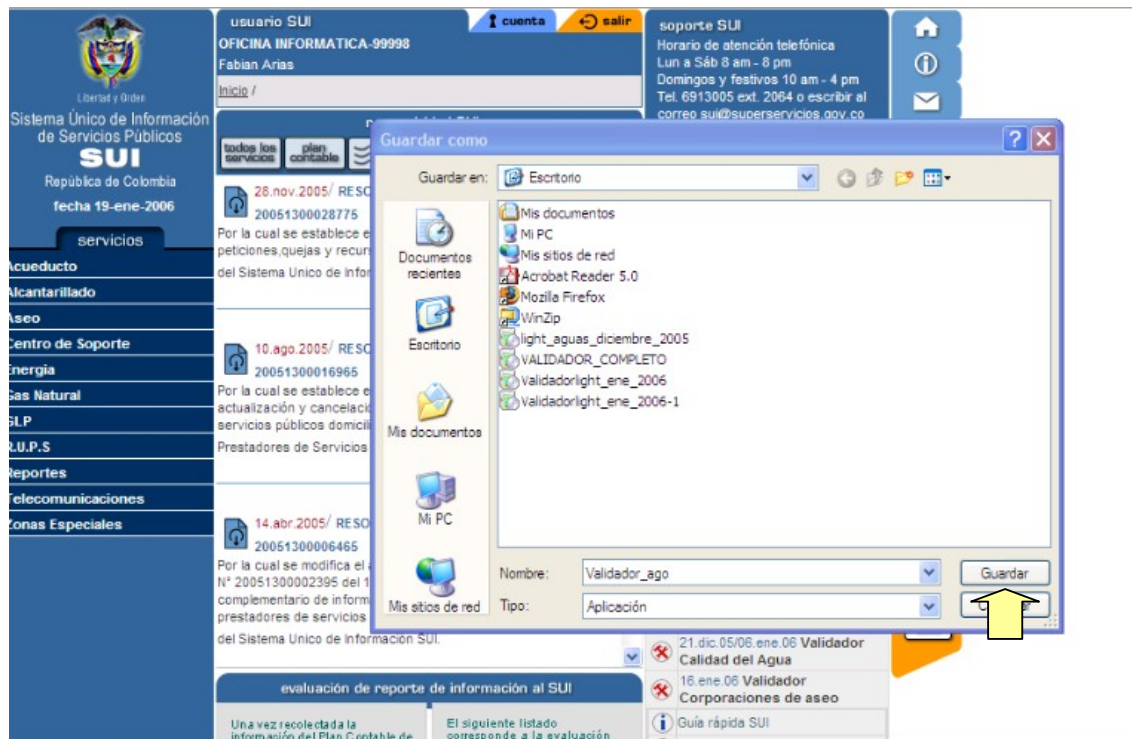 Libertad y Orden
Sistema Único de Información
de Servicios Públicos
SUI
República de Colombia
fecha 19-ene-2006
servicios
Acueducto
Alcantarillado
Aseo
Centro de Soporte
Energia
Gas Natural
GLP
R.U.P.S
Reportes
Telecomunicaciones
Zonas Especiales
usuario SUI
cuenta
salir
OFICINA INFORMATICA-99998
Fabian Arias
Inicio /
todos los
servicios
plan
contable
28.nov.2005/ RESO
20051300028775
Por la cual se establece e
peticiones,quejas y recur
del Sistema Unico de Infor
10.ago.2005/ RESO
20051300016965
Por la cual se establece e
actualización y cancelaci
servicios públicos domicili
Prestadores de Servicios
14.abr.2005/ RESO
20051300006465
Por la cual se modifica el
N° 20051300002395 del 1
complementario de inform
prestadores de servicios
del Sistema Unico de Información SUI.
evaluación de reporte de información al SUI
Una vez recolectada la
información del Plan Contable de
El siguiente listado
corresponde a la evaluación
soporte SUI
Horario de atención telefónica
Lun a Sáb 8 am - 8 pm
Domingos y festivos 10 am - 4 pm
Tel. 6913005 ext. 2064 o escribir al
correo sui@superservicios.gov.co
Guardar como
Guardar en:
Escritorio
Documentos
recientes
Escritorio
Mis documentos
Mi PC
Mis sitios de red
Mis documentos
Mi PC
Mis sitios de red
Acrobat Reader 5.0
Mozilla Firefox
WinZip
light_aguas_diciembre_2005
VALIDADOR_COMPLETO
Validadorlight_ene_2006
Validadorlight_ene_2006-1
Nombre:
Validador_ago
Guardar
Tipo:
Aplicación
21.dic.05/06.ene.06 Validador
Calidad del Agua
16.ene.06 Validador
Corporaciones de aseo
Guía rápida SUI